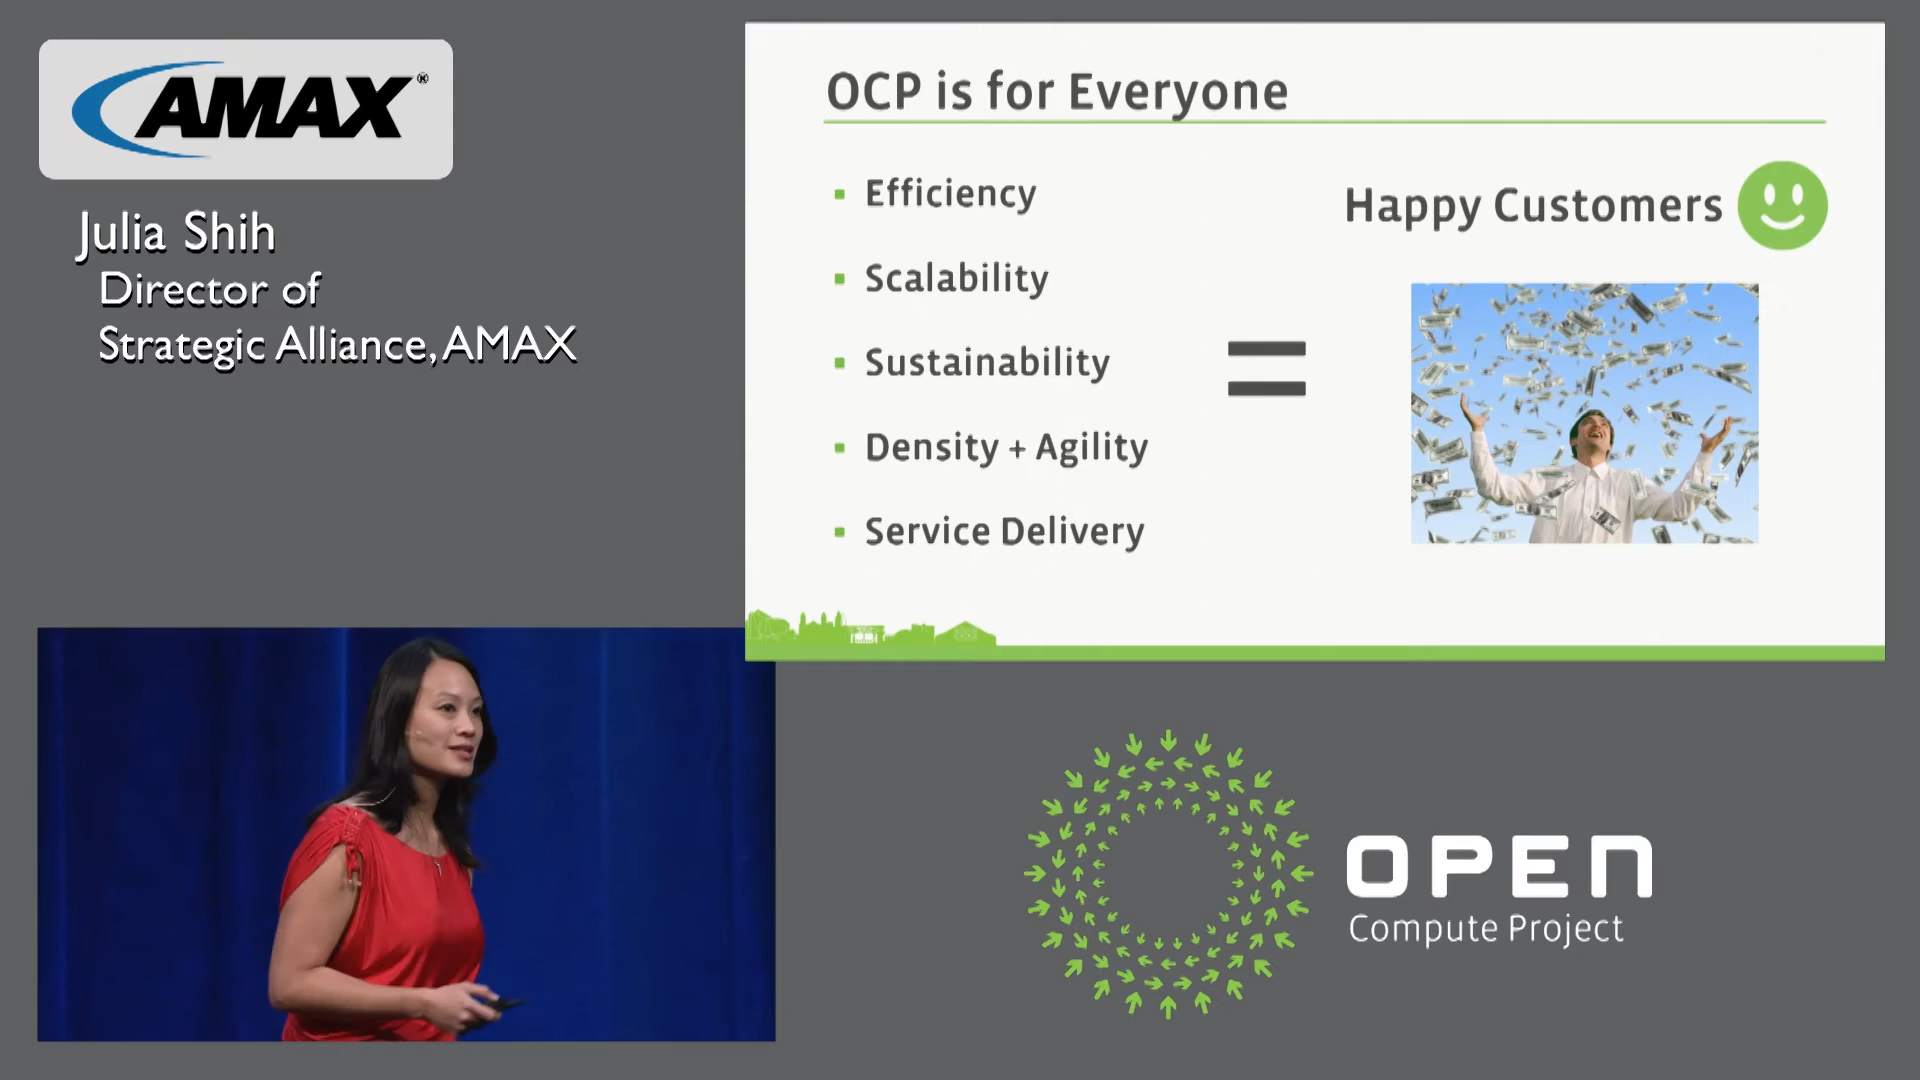 AMAX®
Julia Shih
Director of
Strategic Alliance, AMAX
OCP is for Everyone
Efficiency
Scalability
Sustainability
Density + Agility
Service Delivery
=
Happy Customers
OPEN
Compute Project